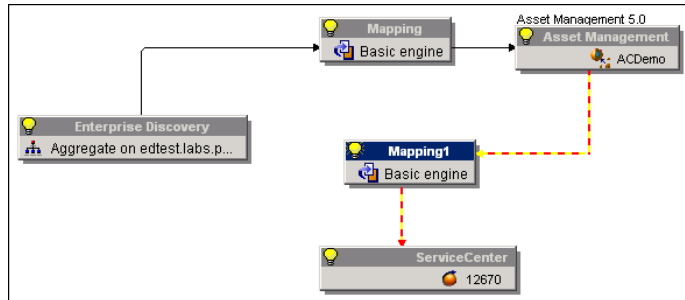 Mapping
Basic engine
Asset Management 5.0
Asset Management
ACDemo
Enterprise Discovery
Aggregate on edtest.labs.p...
Mapping1
Basic engine
ServiceCenter
12670